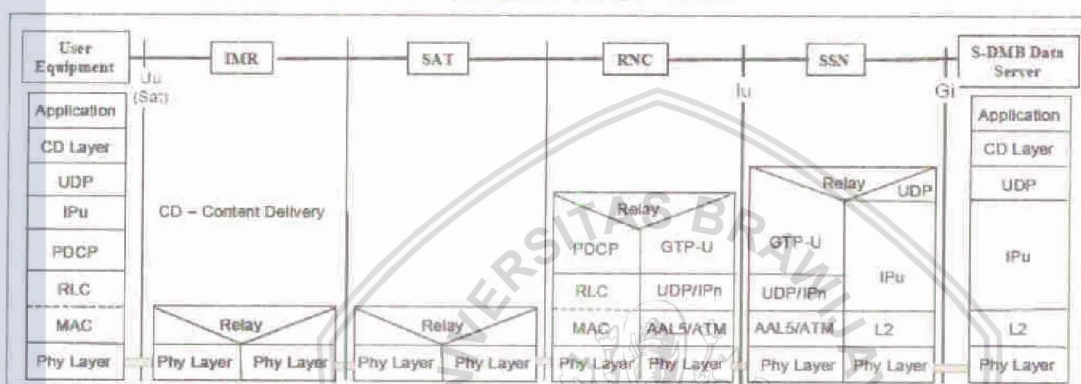 User Equipment
IMR
SAT
RNC
SSN
S-DMB Data Server
Uu (Sat)
Iu
Gi
Application
CD Layer
UDP
IPu
PDCP
RLC
MAC
Phy Layer
CD – Content Delivery
Relay
Phy Layer
Phy Layer
Relay
Phy Layer
Phy Layer
Relay
PDCP
GTP-U
RLC
UDP/IPn
MAC
AAL5/ATM
Phy Layer
Phy Layer
Relay
UDP
GTP-U
IPu
UDP/IPn
AAL5/ATM
L2
Phy Layer
Phy Layer
Application
CD Layer
UDP
IPu
L2
Phy Layer
VERSITAS BRAWIJA